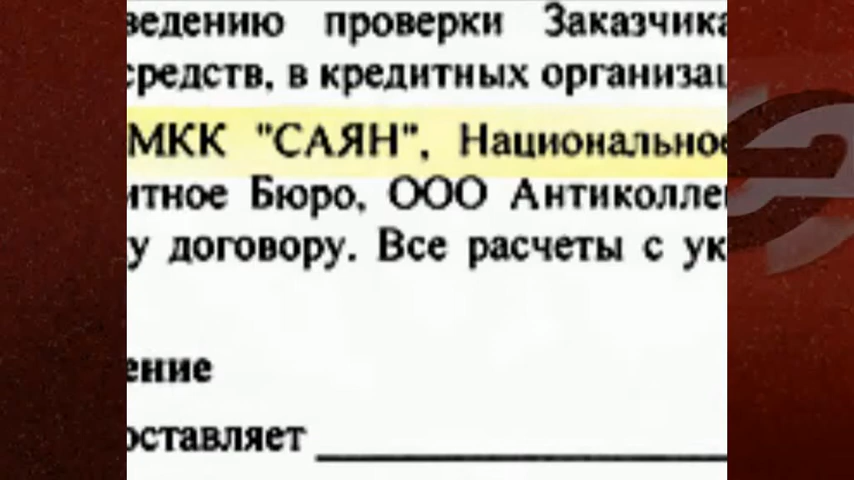 ведению проверки Заказчика
средств, в кредитных организац
МКК "САЯН", Национальное
итное Бюро, ООО Антиколле
у договору. Все расчеты с ук
ение
оставляет